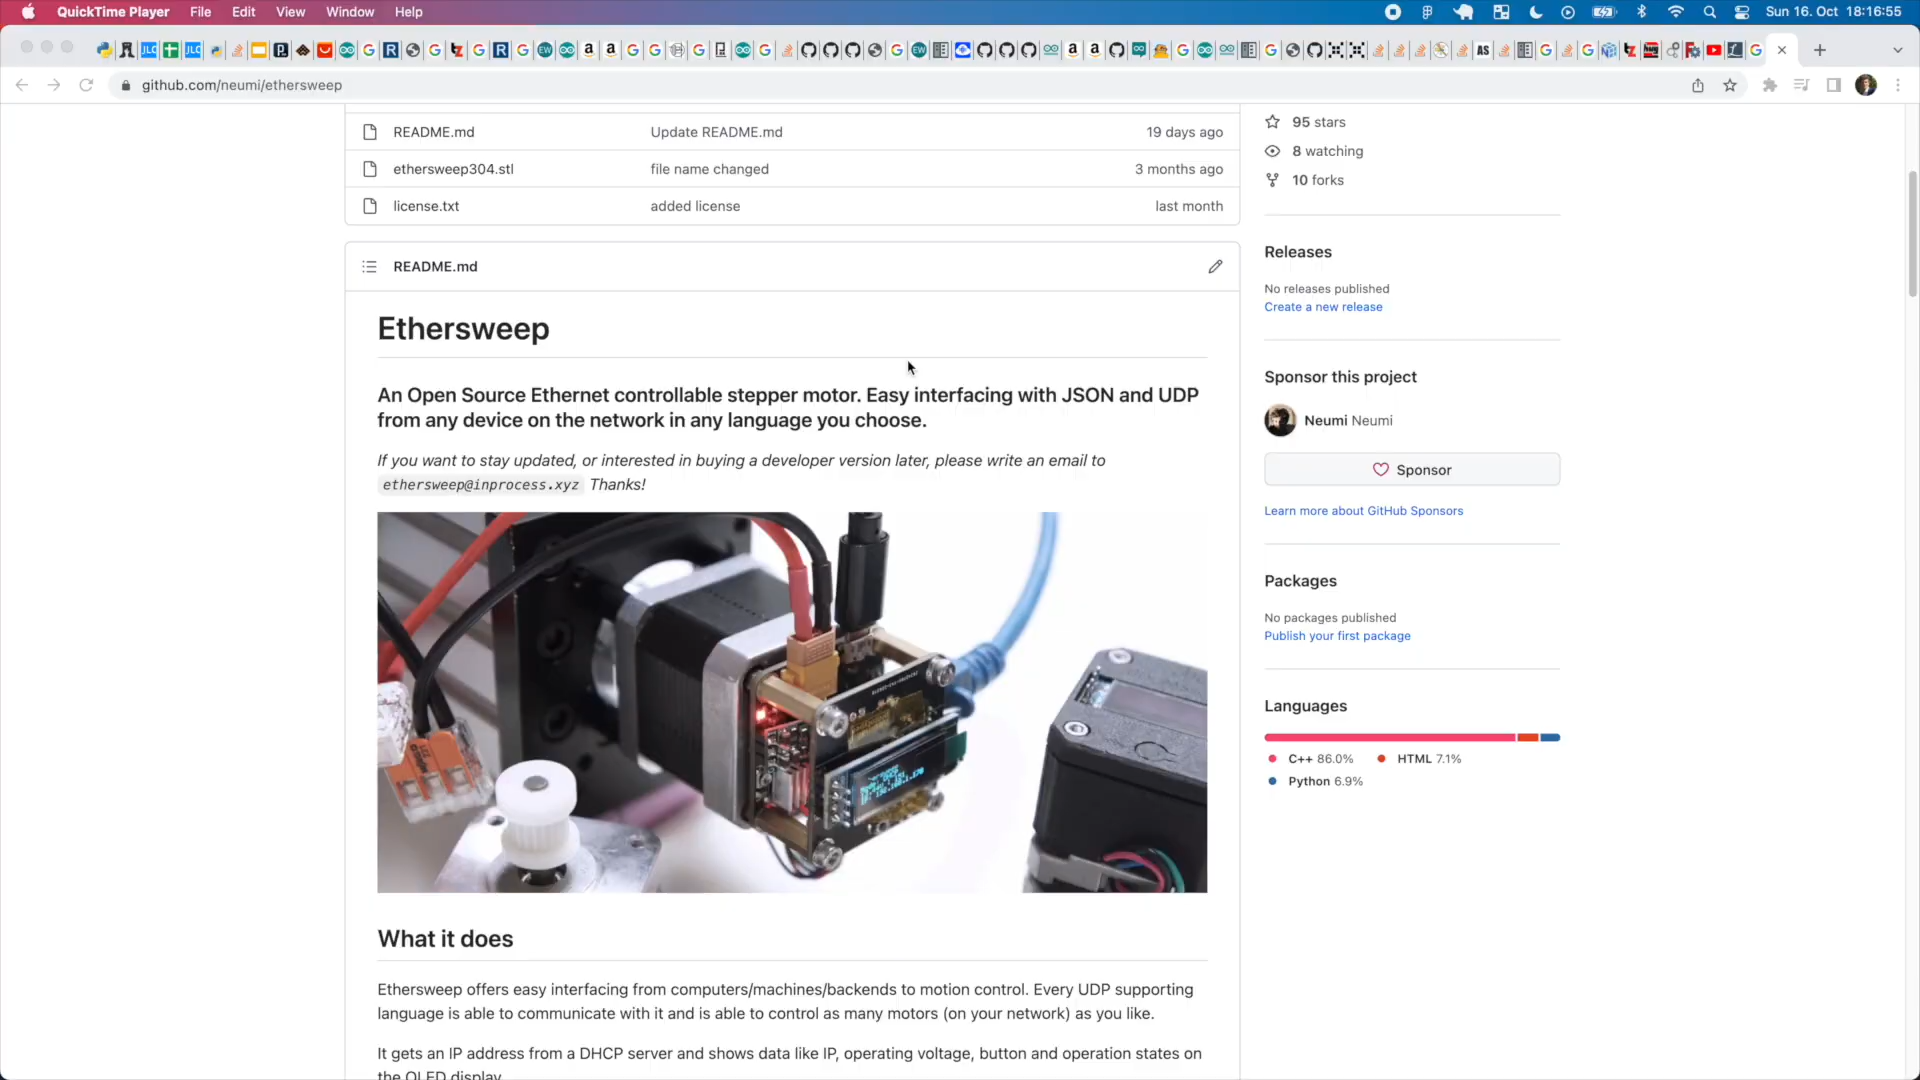 QuickTime Player File Edit View Window Help Sun 16. Oct 18:16:55
github.com/neumi/ethersweep
README.md Update README.md 19 days ago
ethersweep304.stl file name changed 3 months ago
license.txt added license last month
95 stars
8 watching
10 forks
README.md
Ethersweep
An Open Source Ethernet controllable stepper motor. Easy interfacing with JSON and UDP
from any device on the network in any language you choose.
If you want to stay updated, or interested in buying a developer version later, please write an email to
ethersweep@inprocess.xyz Thanks!
What it does
Ethersweep offers easy interfacing from computers/machines/backends to motion control. Every UDP supporting
language is able to communicate with it and is able to control as many motors (on your network) as you like.
It gets an IP address from a DHCP server and shows data like IP, operating voltage, button and operation states on
the OLED display.
Releases
No releases published
Create a new release
Sponsor this project
Neumi Neumi
Sponsor
Learn more about GitHub Sponsors
Packages
No packages published
Publish your first package
Languages
C++ 86.0% HTML 7.1%
Python 6.9%